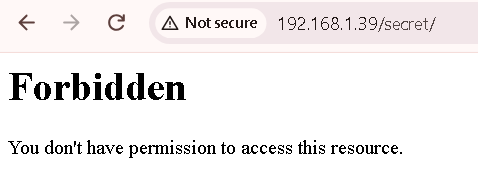 Not secure 192.168.1.39/secret/
Forbidden
You don't have permission to access this resource.